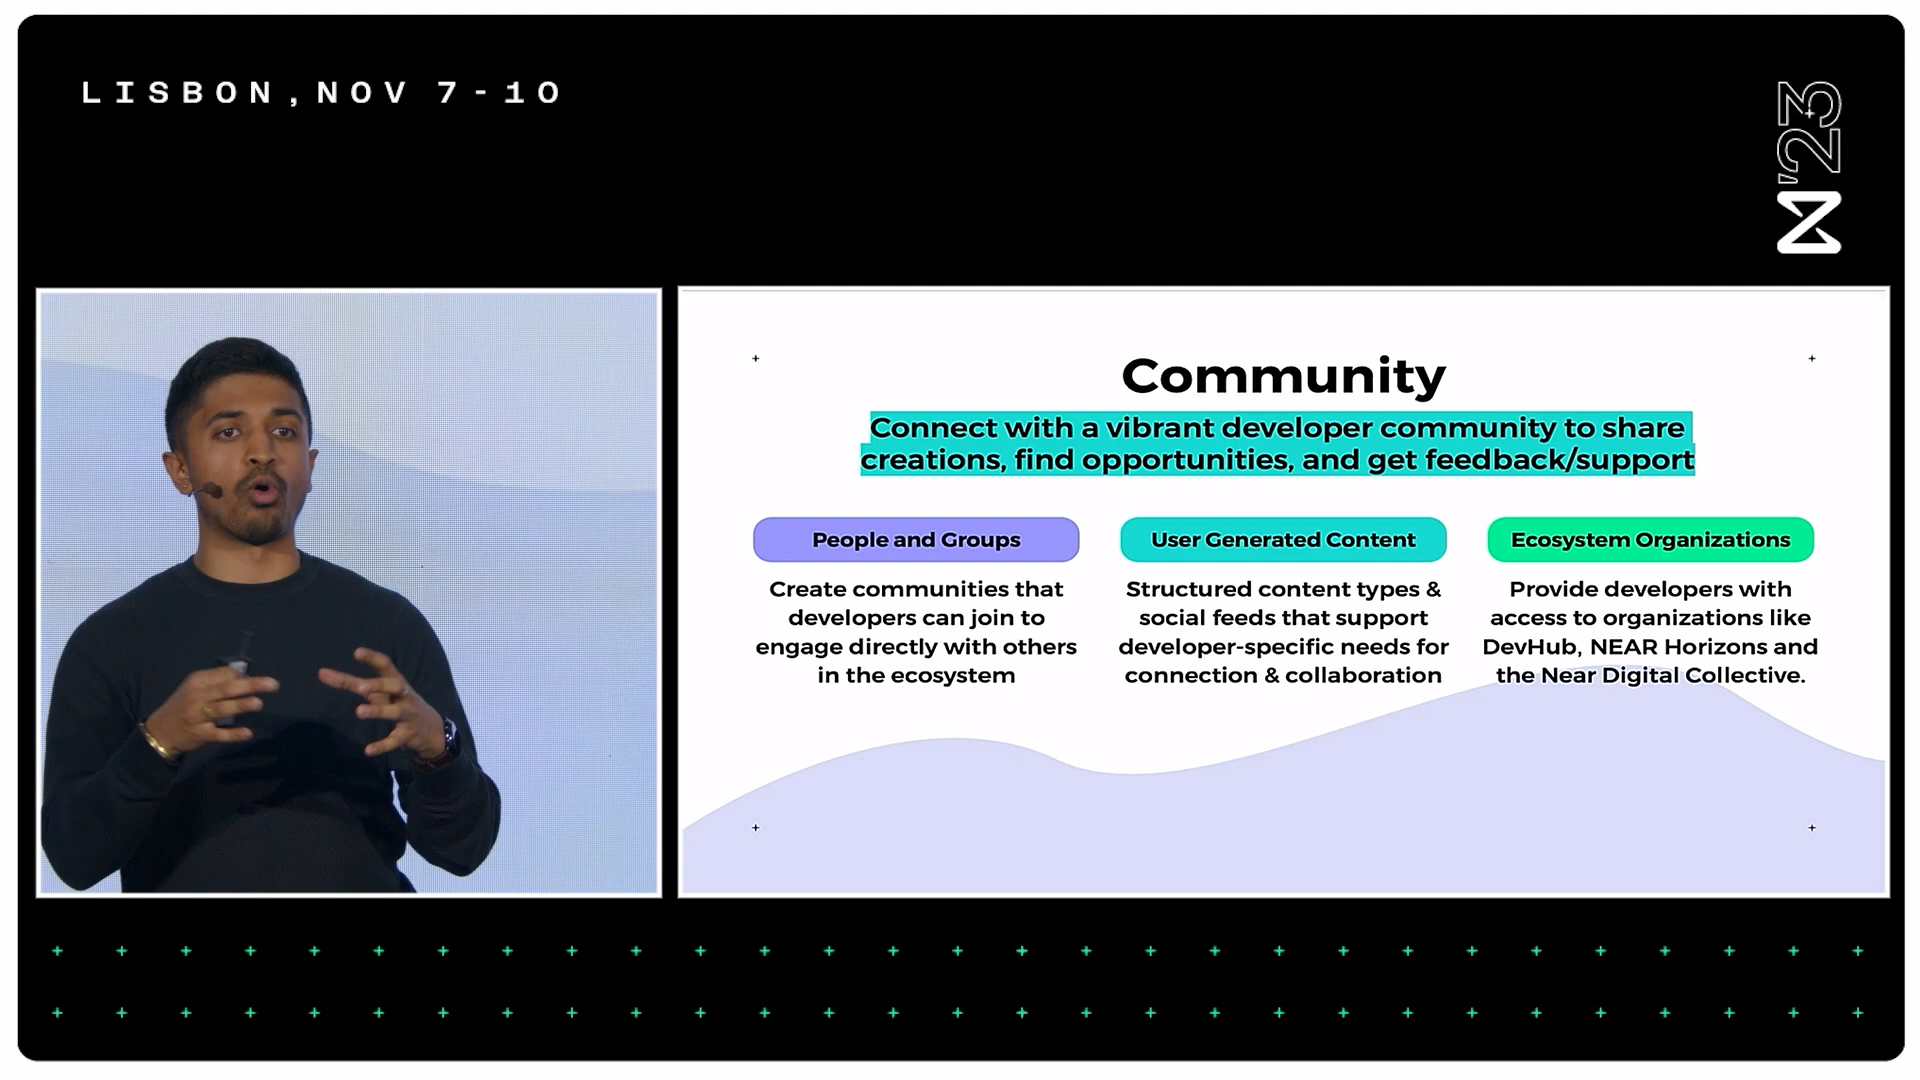 LISBON, NOV 7-10
'23
Community
Connect with a vibrant developer community to share
creations, find opportunities, and get feedback/support
People and Groups
Create communities that
developers can join to
engage directly with others
in the ecosystem
User Generated Content
Structured content types &
social feeds that support
developer-specific needs for
connection & collaboration
Ecosystem Organizations
Provide developers with
access to organizations like
DevHub, NEAR Horizons and
the Near Digital Collective.